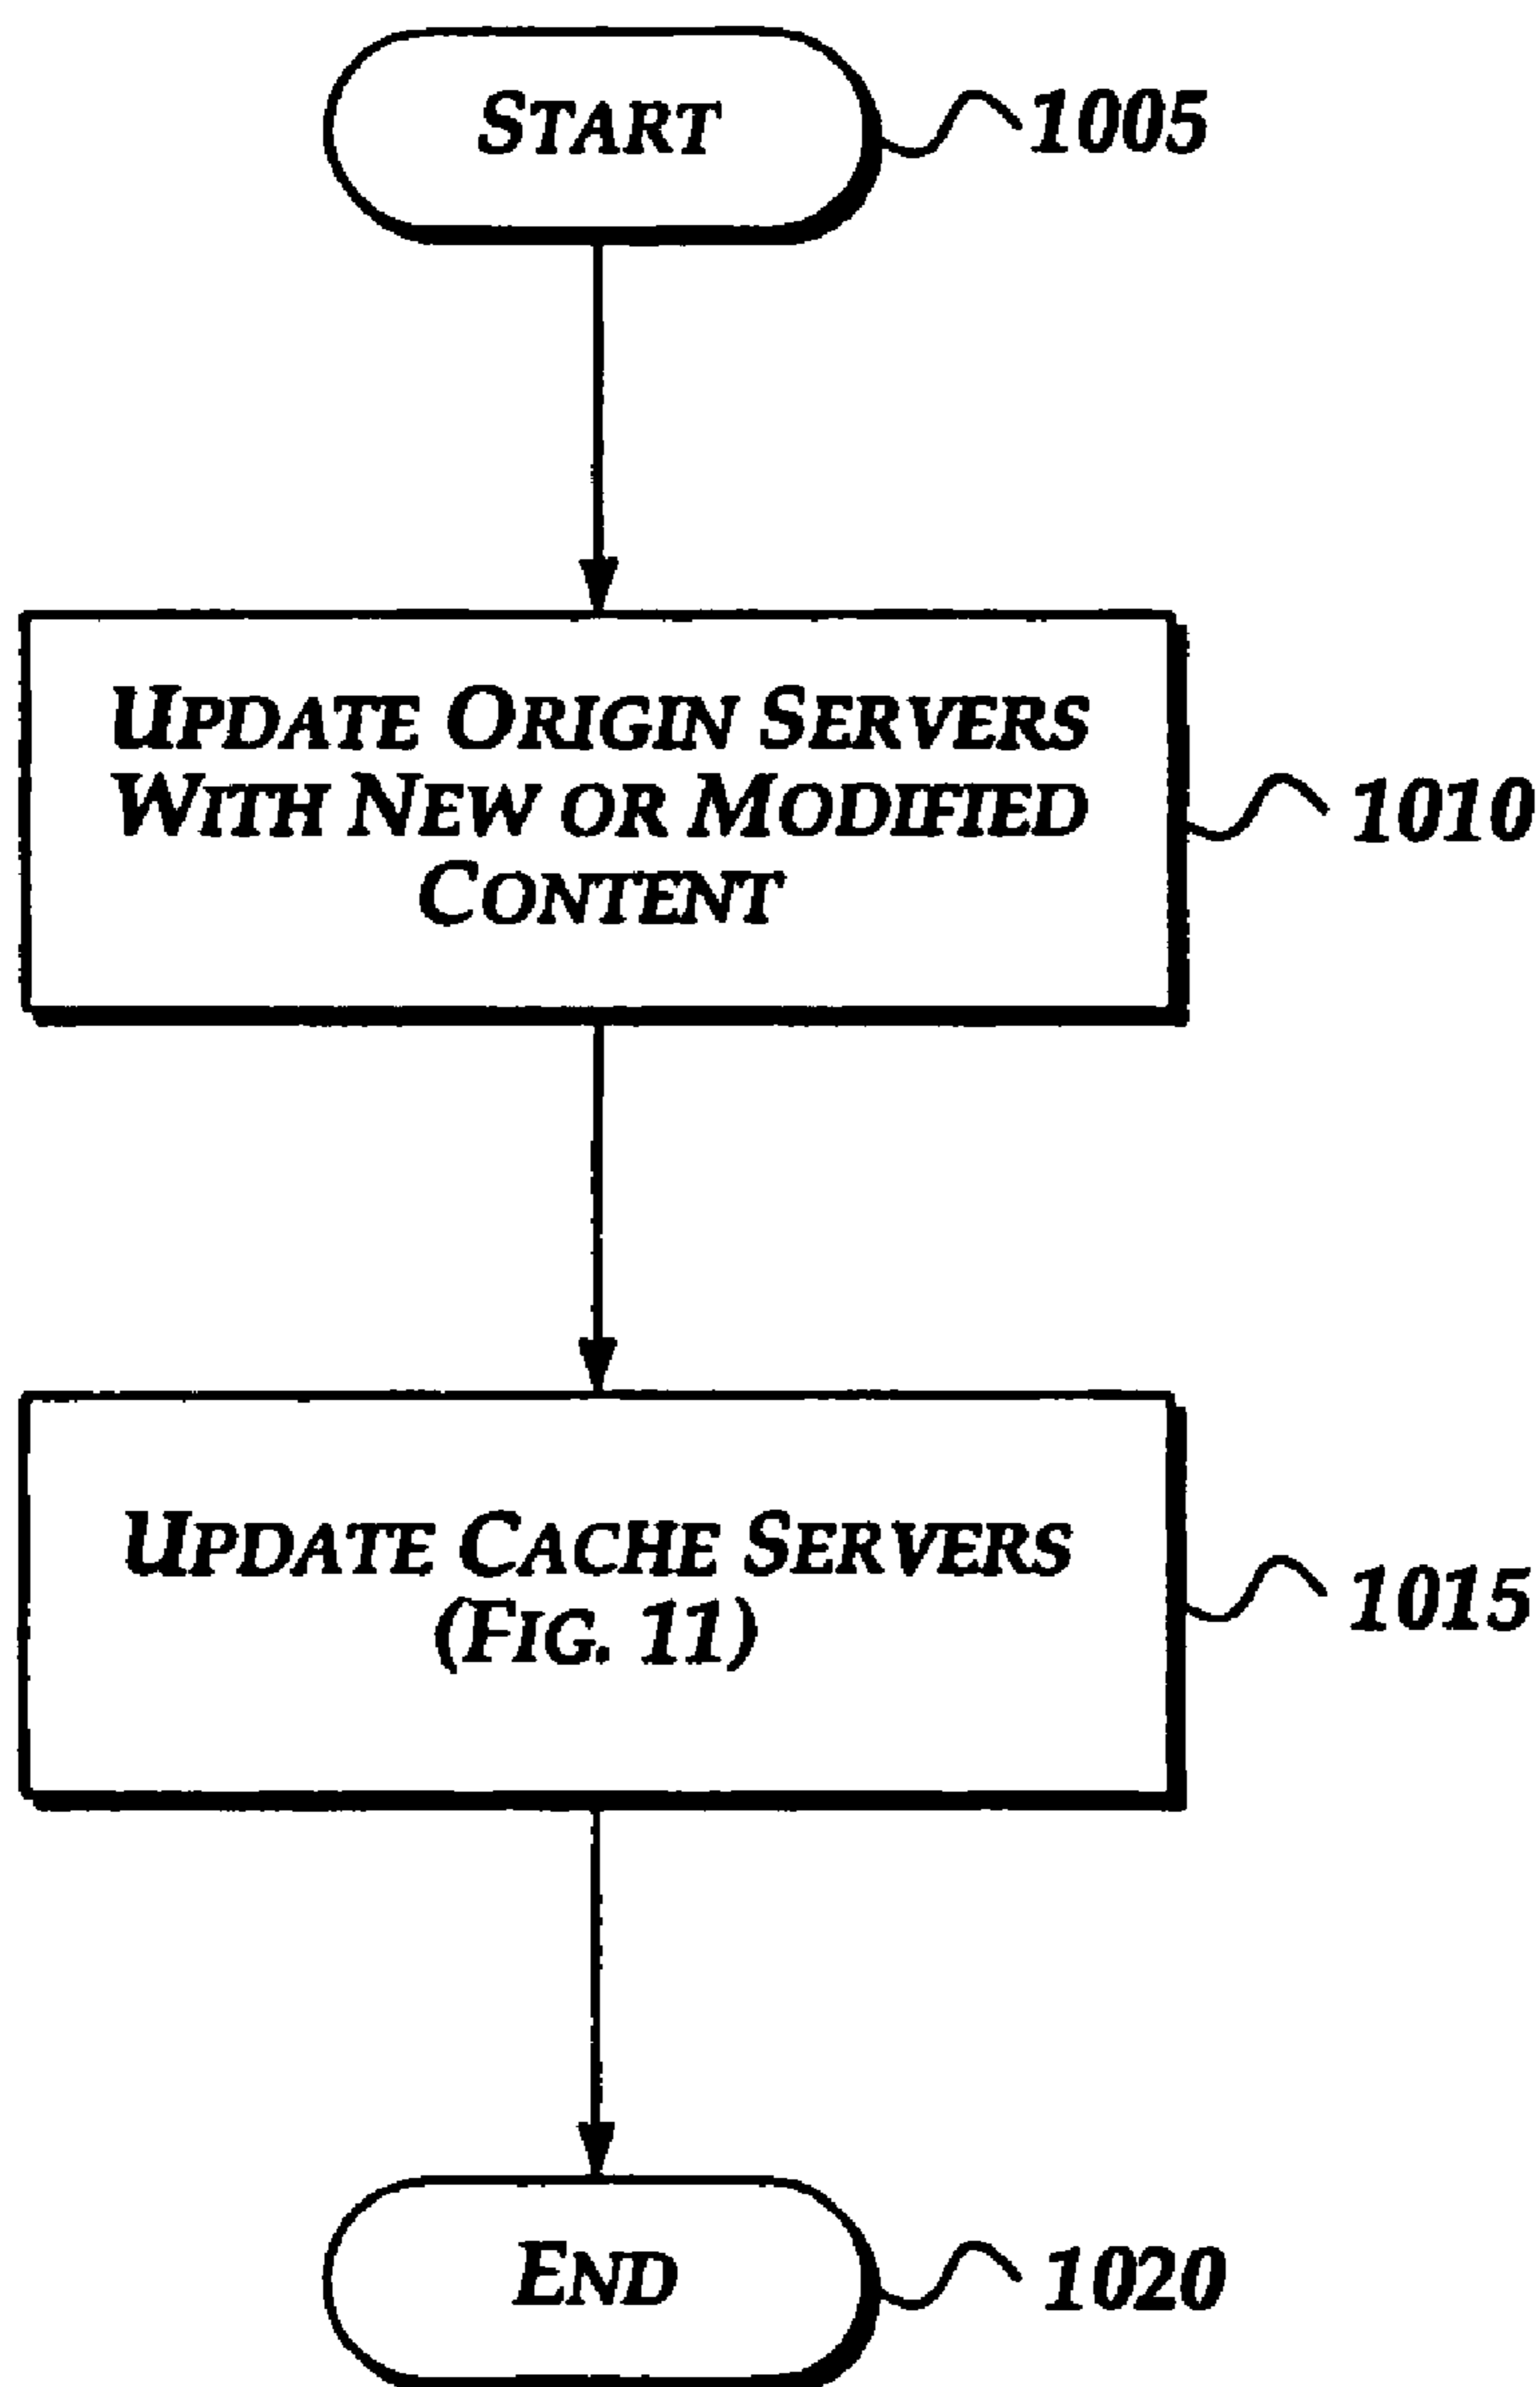 START
1005
UPDATE ORIGIN SERVERS
WITH NEW OR MODIFIED
CONTENT
1010
UPDATE CACHE SERVERS
(FIG. 11)
1015
END
1020